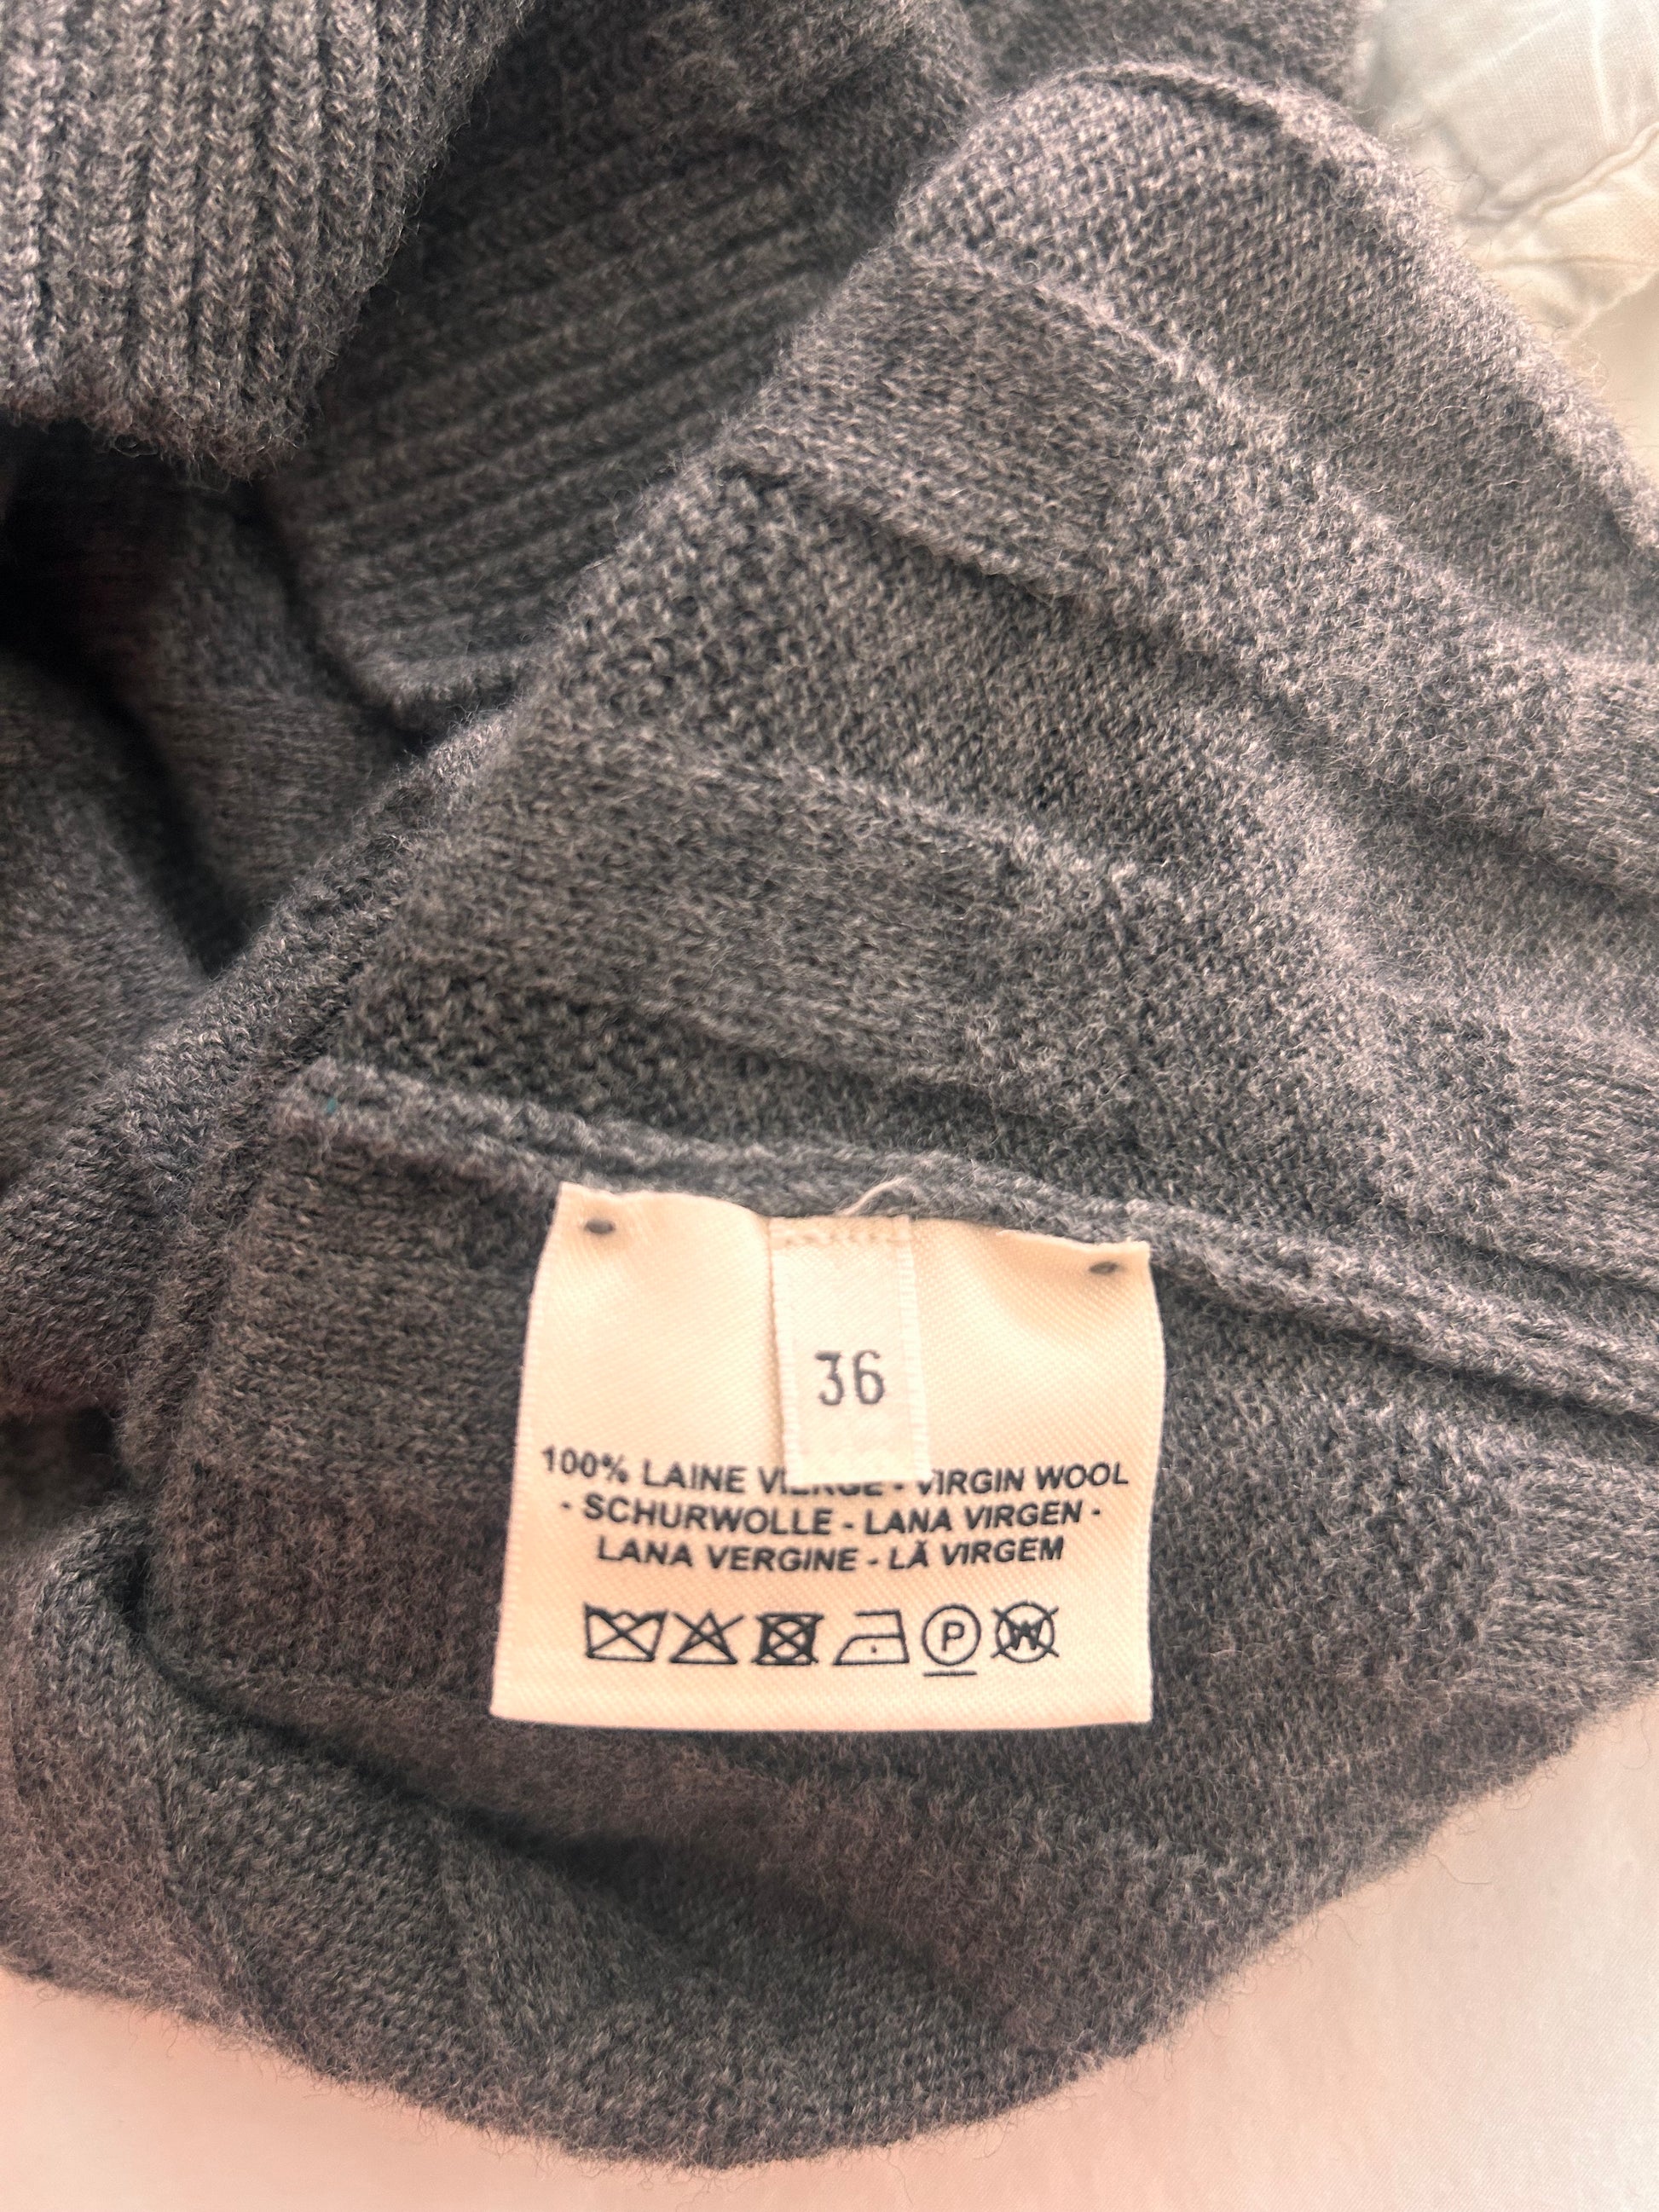 36
100% LAINE VIERGE - VIRGIN WOOL
- SCHURWOLLE - LANA VIRGEN -
LANA VERGINE - LÃ VIRGEM
P W